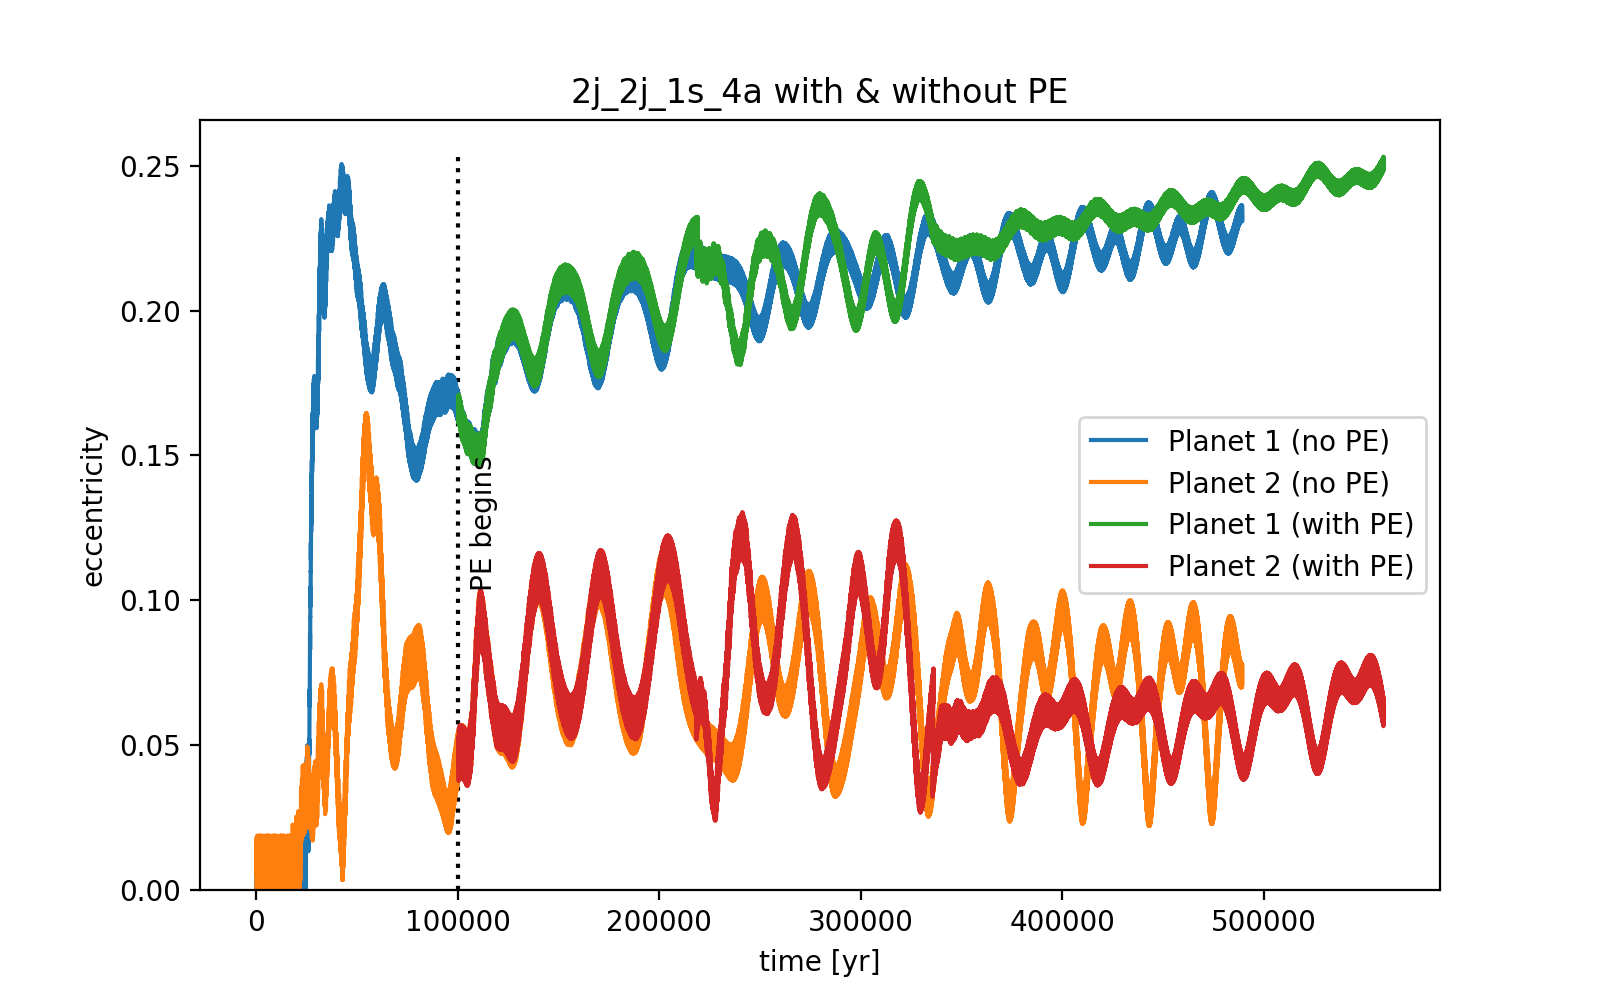 2j_2j_1s_4a with & without PE
eccentricity
0.25
0.20
0.15
0.10
0.05
0.00
PE begins
Planet 1 (no PE)
Planet 2 (no PE)
Planet 1 (with PE)
Planet 2 (with PE)
0
100000
200000
300000
400000
500000
time [yr]